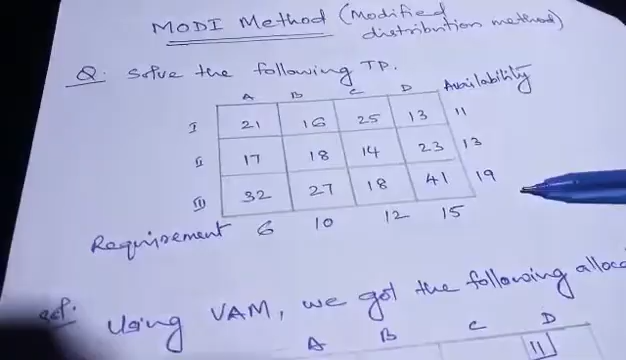 MODI Method (Modified distribution method)
Q. Solve the following TP.
A B C D Availability
I 21 16 25 13 11
II 17 18 14 23 13
III 32 27 18 41 19
Requirement 6 10 12 15
Sol. Using VAM, we got the following
A B C D
11